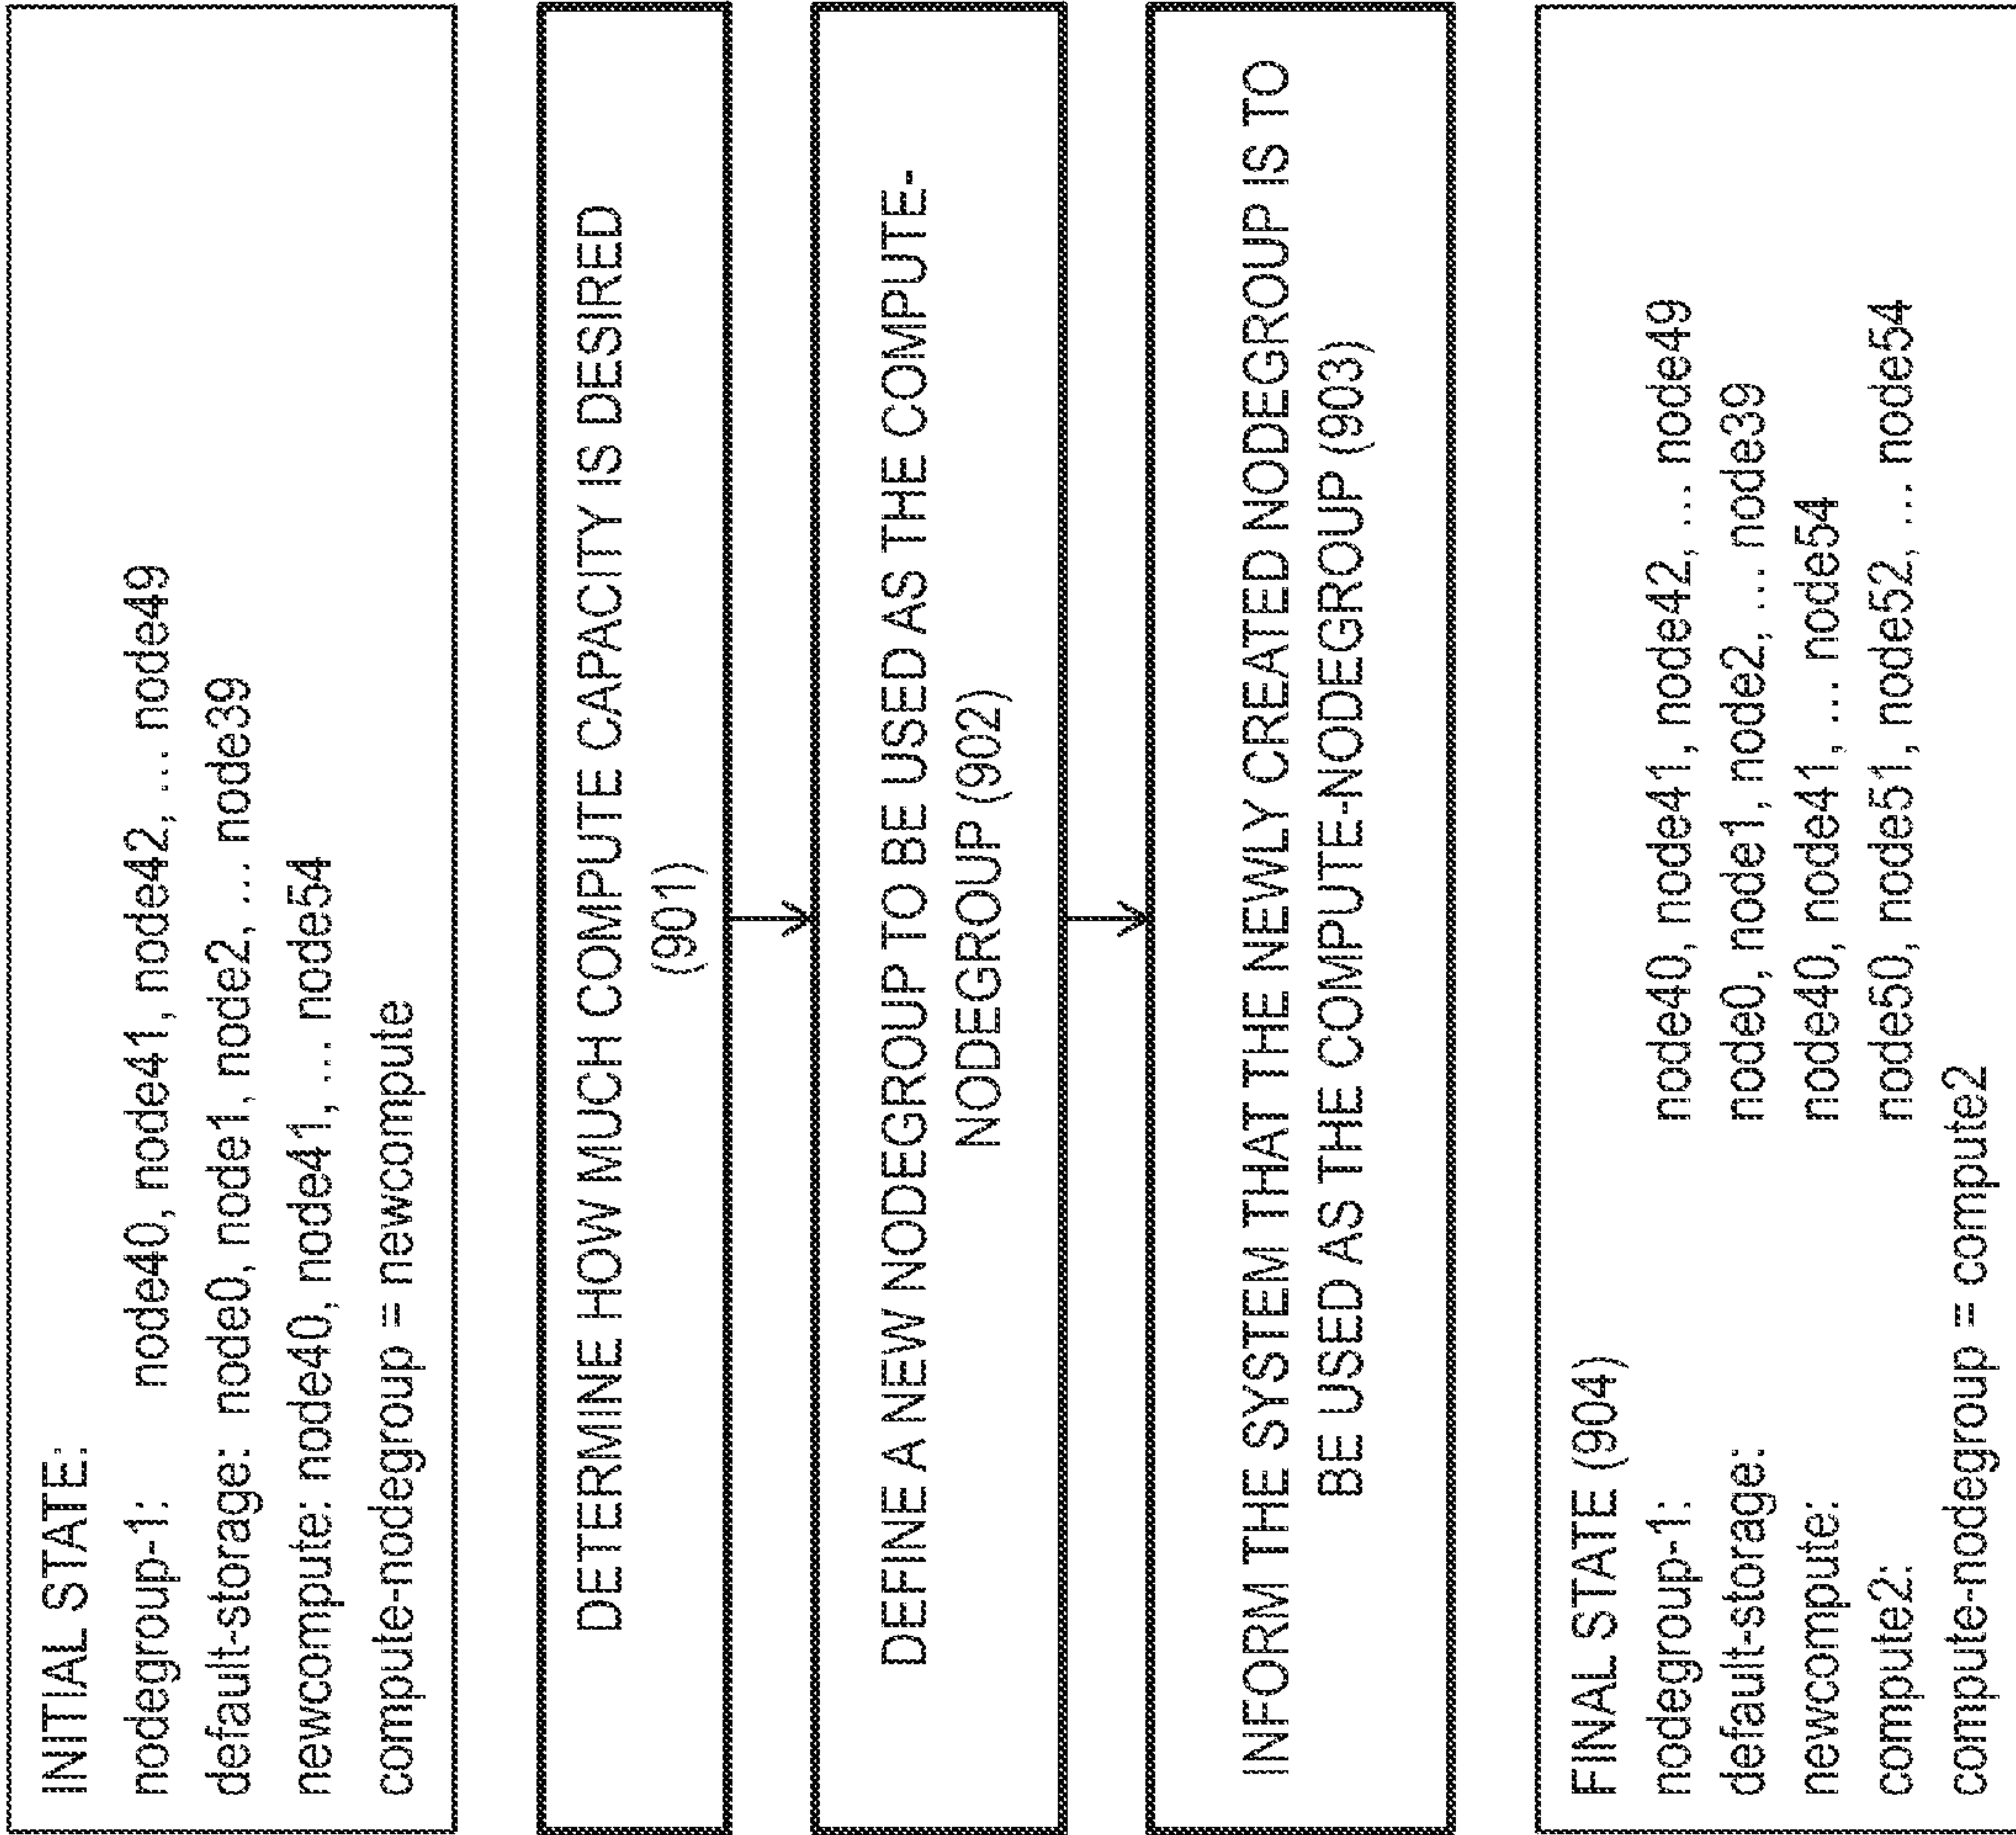 INITIAL STATE:
nodegroup-1: node40, node41, node42, ... node49
default-storage: node0, node1, node2, ... node39
newcompute: node40, node41, ... node54
compute-nodegroup = newcompute
DETERMINE HOW MUCH COMPUTE CAPACITY IS DESIRED
(901)
DEFINE A NEW NODEGROUP TO BE USED AS THE COMPUTE-
NODEGROUP (902)
INFORM THE SYSTEM THAT THE NEWLY CREATED NODEGROUP IS TO
BE USED AS THE COMPUTE-NODEGROUP (903)
FINAL STATE (904)
nodegroup-1: node40, node41, node42, ... node49
default-storage: node0, node1, node2, ... node39
newcompute: node40, node41, ... node54
compute2: node50, node51, node52, ... node54
compute-nodegroup = compute2